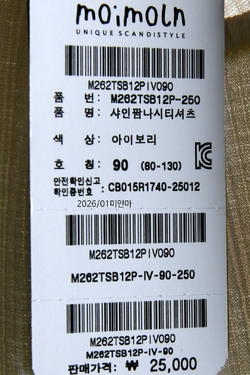 moimoln
UNIQUE SCANDISTYLE
M262TSB12PIV090
품 번: M262TSB12P-250
품 명: 샤인팜나시티셔츠
색 상: 아이보리
호 칭: 90 (80-130)
안전확인신고
확인증번호 : CB015R1740-25012
2026/01미얀마
M262TSB12PIV090
M262TSB12P-IV-90-250
M262TSB12PIV090
M262TSB12P-IV-90
판매가격: ₩ 25,000